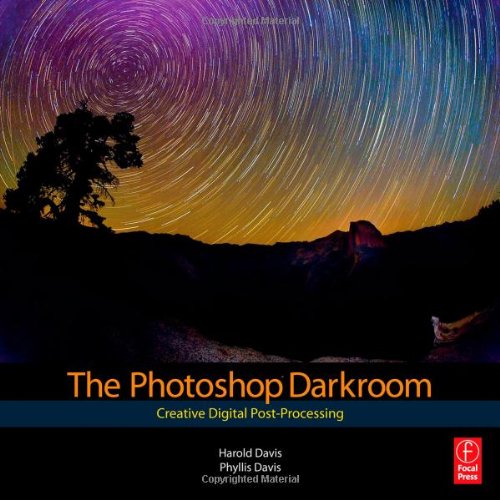 Copyrighted Material
The Photoshop Darkroom
Creative Digital Post-Processing
Harold Davis
Phyllis Davis
Copyrighted Material
Focal
Press